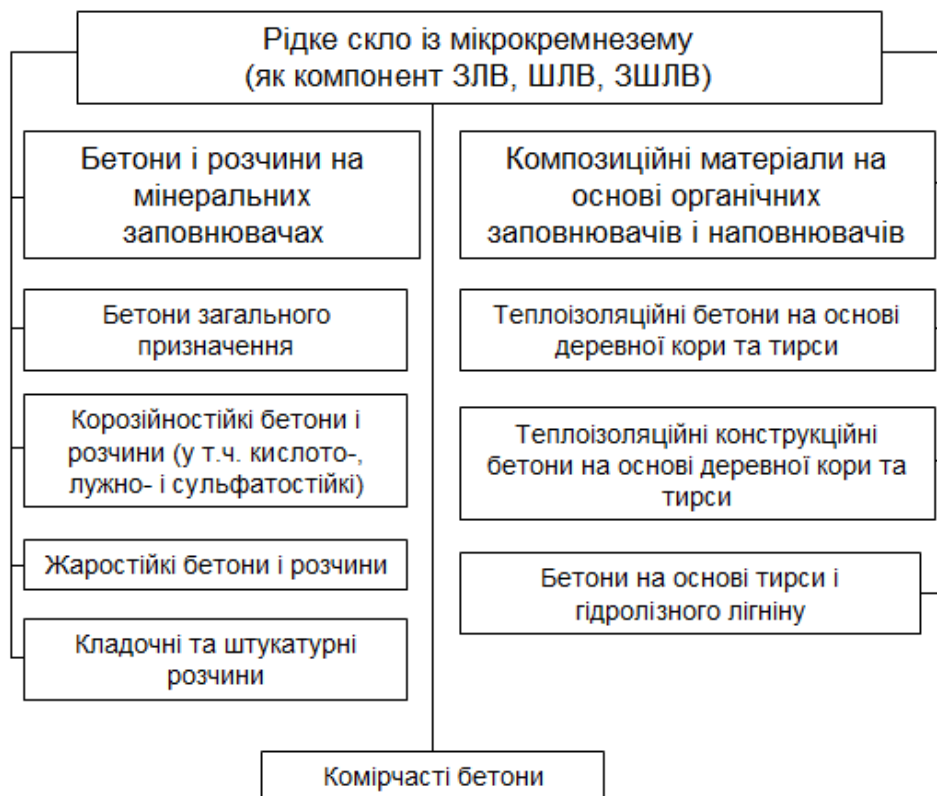 Рідке скло із мікрокремнезему
(як компонент ЗЛВ, ШЛВ, ЗШЛВ)
Бетони і розчини на
мінеральних
заповнювачах
Бетони загального
призначення
Корозійностійкі бетони і
розчини (у т.ч. кислото-,
лужно- і сульфатостійкі)
Жаростійкі бетони і розчини
Кладочні та штукатурні
розчини
Композиційні матеріали на
основі органічних
заповнювачів і наповнювачів
Теплоізоляційні бетони на основі
деревної кори та тирси
Теплоізоляційні конструкційні
бетони на основі деревної кори та
тирси
Бетони на основі тирси і
гідролізного лігніну
Комірчасті бетони